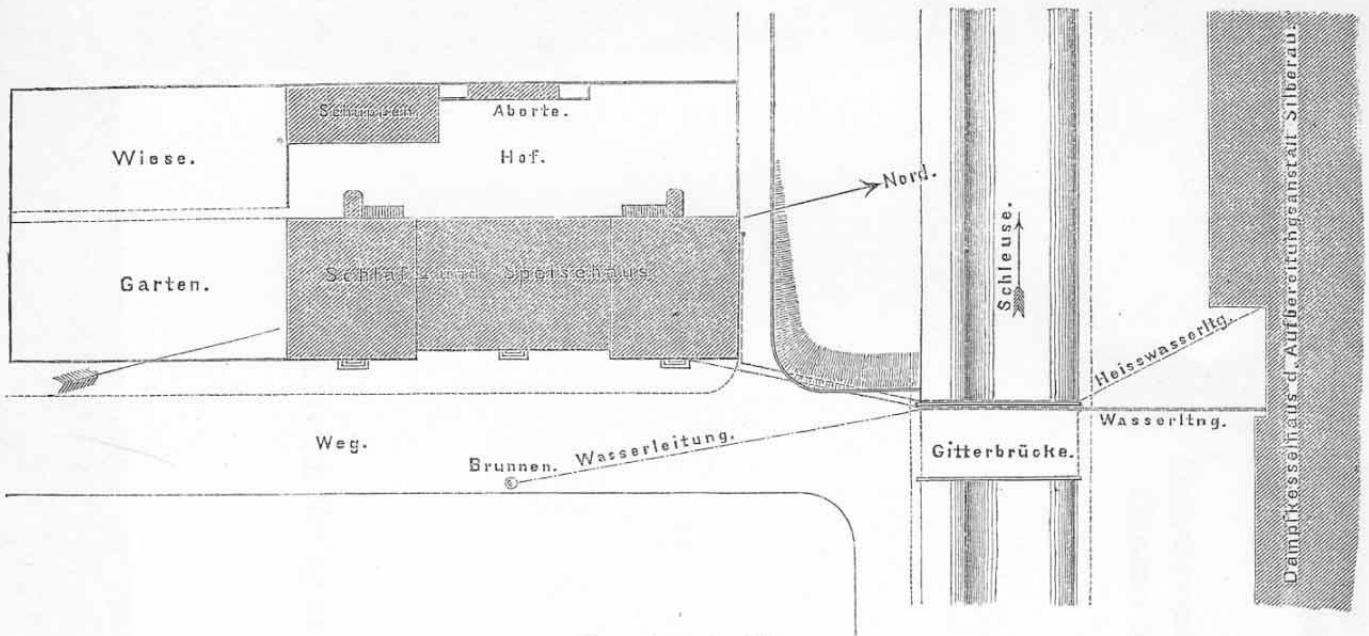 Schuppen.
Aborte.
Wiese.
Hof.
Nord.
Schleuse.
Garten.
Schlaf- und Speisehaus
Heisswasserltg.
Weg.
Wasserleitung.
Wasserltng.
Brunnen.
Gitterbrücke.
Dampfkesselhaus d. Aufbereitungsanstalt Silberau.